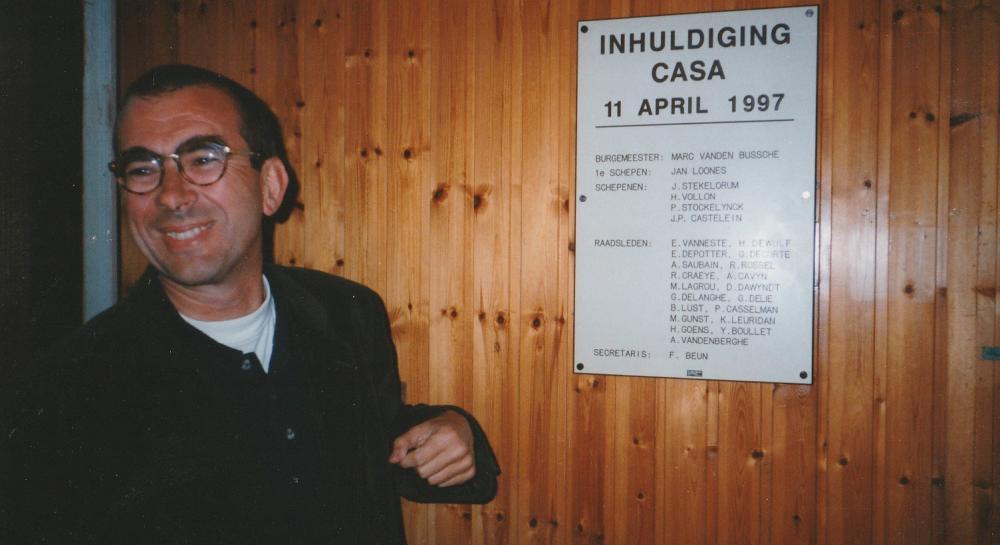 INHULDIGING
CASA
11 APRIL 1997
BURGEMEESTER: MARC VANDEN BUSSCHE
1e SCHEPEN: JAN LOONES
SCHEPENEN: J.STEKELORUM
H.VOLLON
P.STOCKELYNCK
J.P. CASTELEIN
RAADSLEDEN: E.VANNESTE, H.DEWULF
E.DEPOTTER, G.DECORTE
A.SAUBAIN, R.ROSSEL
R.CRAEYE, A.CAVYN
M.LAGROU, D.DAWYNDT
G.DELANGHE, G.DELIE
B.LUST, P.CASSELMAN
M.GUNST, K.LEURIDAN
H.GOENS, Y.BOULLET
A.VANDENBERGHE
SECRETARIS: F. BEUN